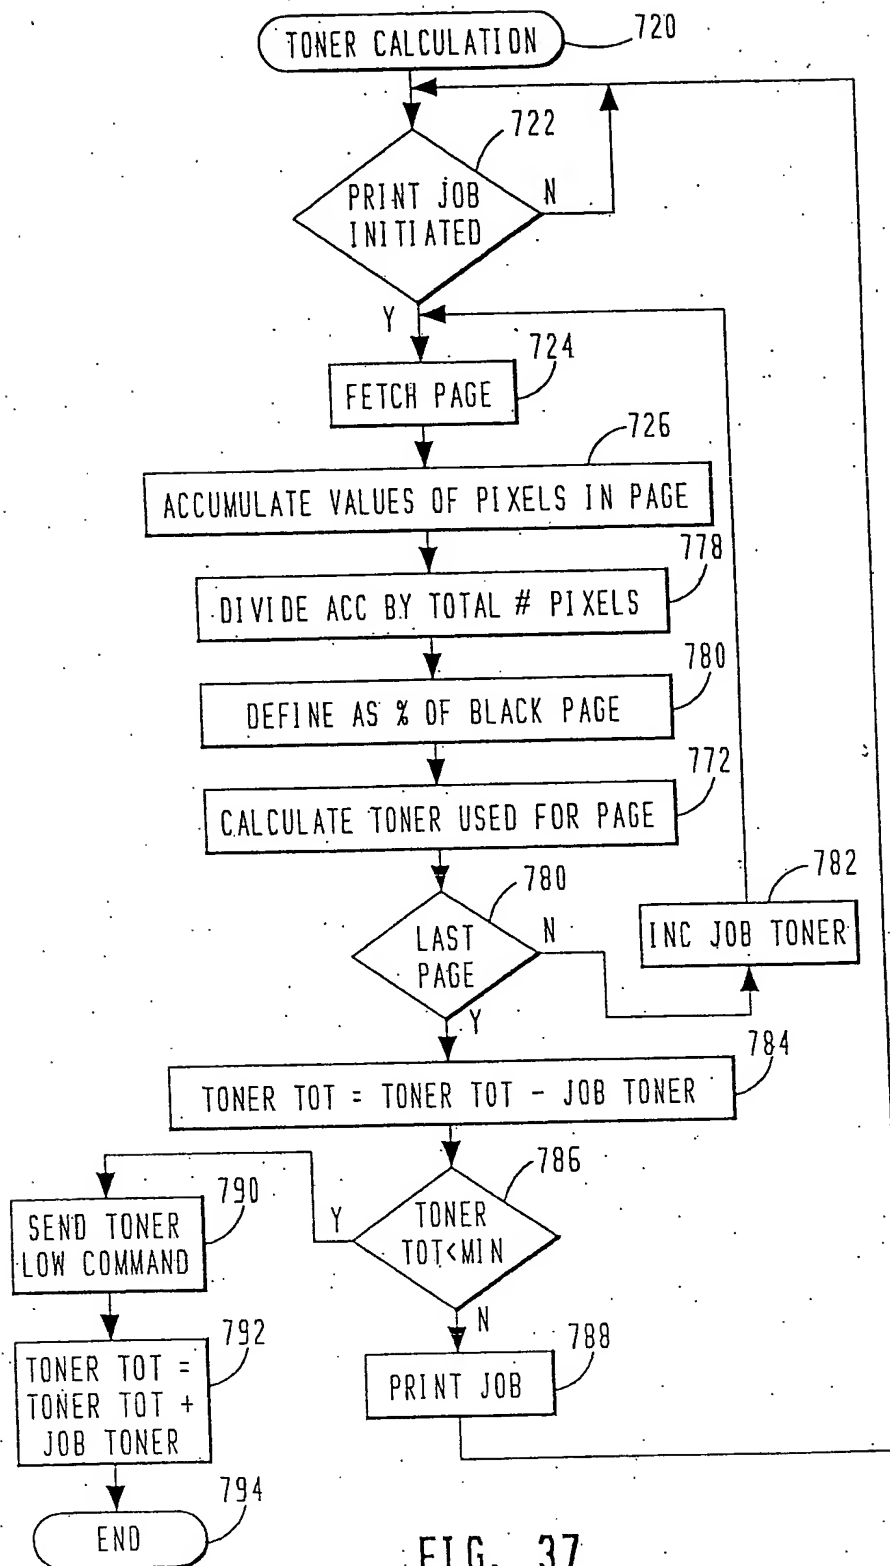 TONER CALCULATION
720
722
PRINT JOB
INITIATED
N
Y
724
FETCH PAGE
726
ACCUMULATE VALUES OF PIXELS IN PAGE
778
DIVIDE ACC BY TOTAL # PIXELS
780
DEFINE AS % OF BLACK PAGE
772
CALCULATE TONER USED FOR PAGE
780
LAST
PAGE
N
782
INC JOB TONER
Y
784
TONER TOT = TONER TOT - JOB TONER
786
TONER
TOT<MIN
Y
790
SEND TONER
LOW COMMAND
N
792
TONER TOT =
TONER TOT +
JOB TONER
788
PRINT JOB
794
END
FIG. 37